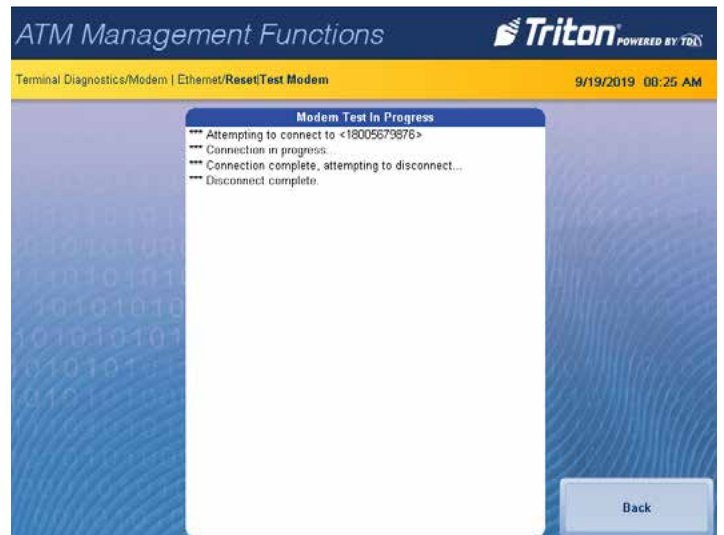 ATM Management Functions
Triton POWERED BY TDI
Terminal Diagnostics/Modem | Ethernet/Reset|Test Modem
9/19/2019 08:25 AM
Modem Test In Progress
*** Attempting to connect to <18005679876>
*** Connection in progress...
*** Connection complete, attempting to disconnect...
*** Disconnect complete.
Back